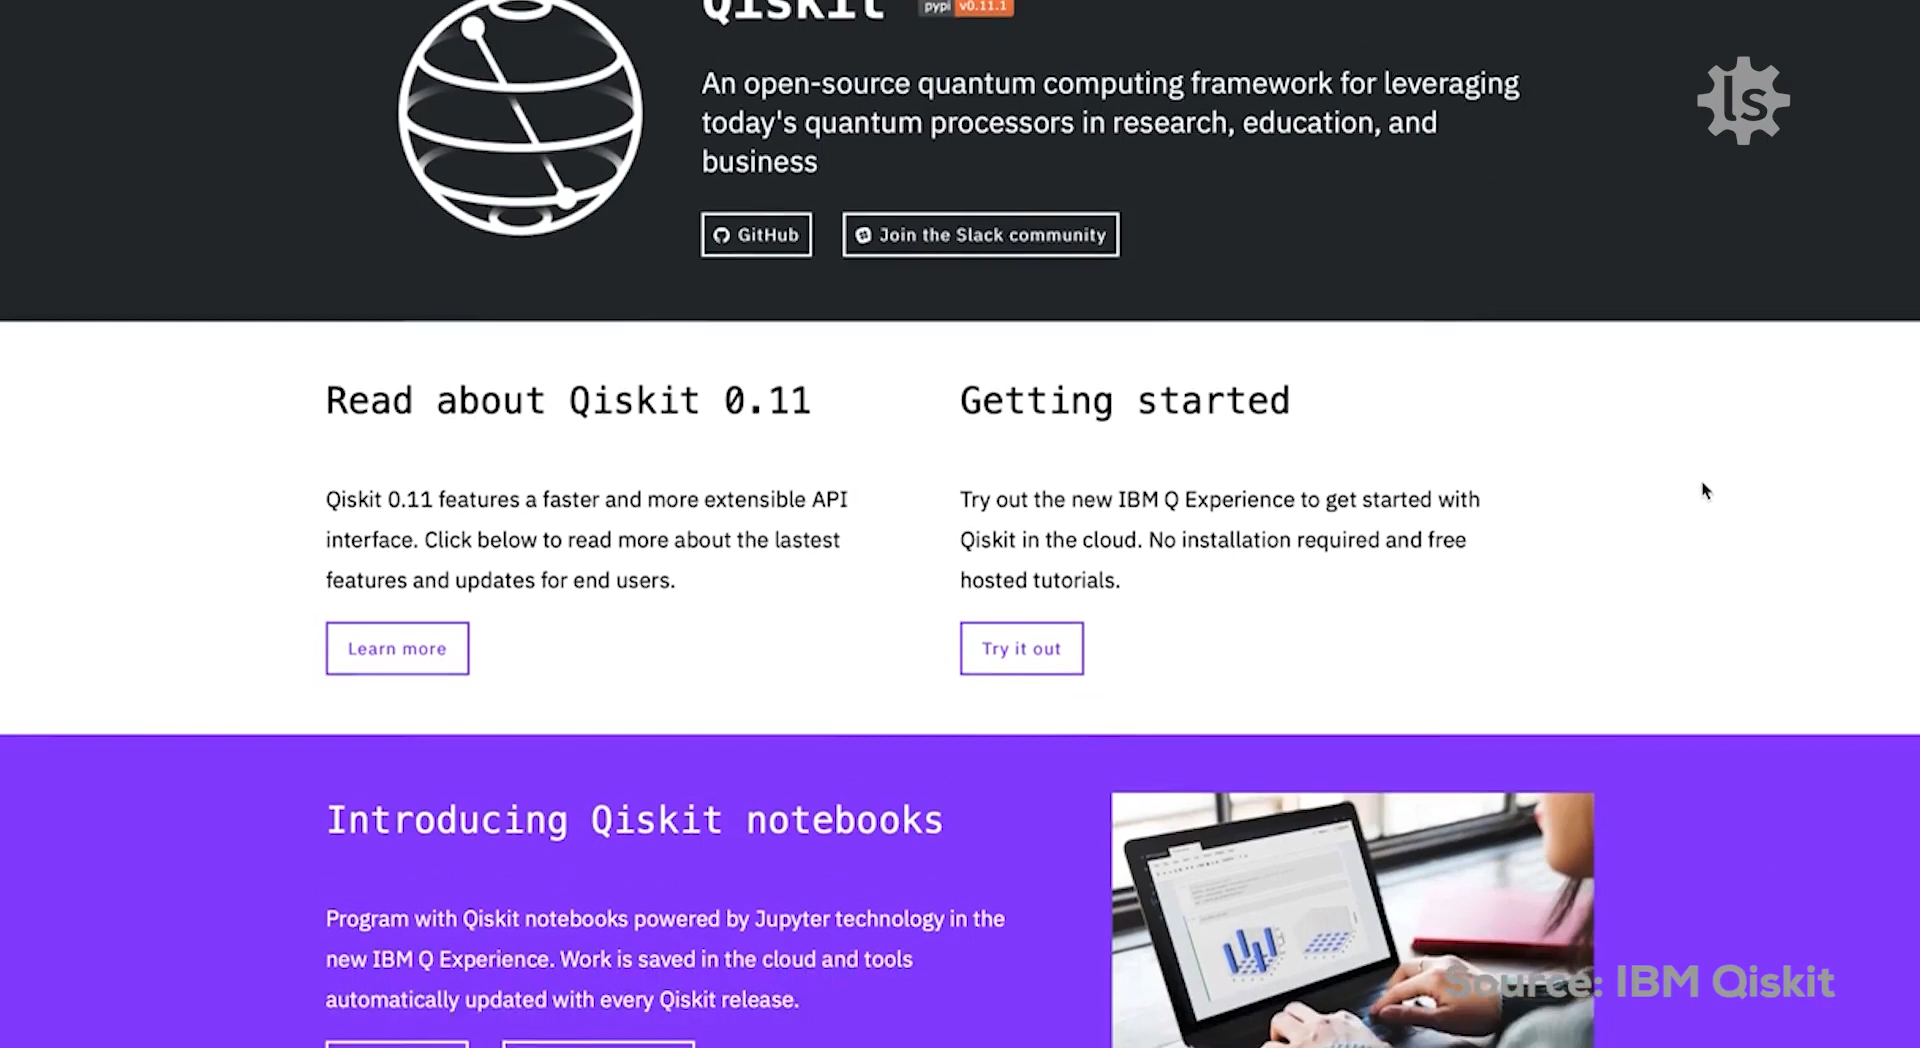 Qiskit pypi v0.11.1
An open-source quantum computing framework for leveraging
today's quantum processors in research, education, and
business
GitHub
Join the Slack community
ls
Read about Qiskit 0.11
Qiskit 0.11 features a faster and more extensible API
interface. Click below to read more about the lastest
features and updates for end users.
Learn more
Getting started
Try out the new IBM Q Experience to get started with
Qiskit in the cloud. No installation required and free
hosted tutorials.
Try it out
Introducing Qiskit notebooks
Program with Qiskit notebooks powered by Jupyter technology in the
new IBM Q Experience. Work is saved in the cloud and tools
automatically updated with every Qiskit release.
Source: IBM Qiskit